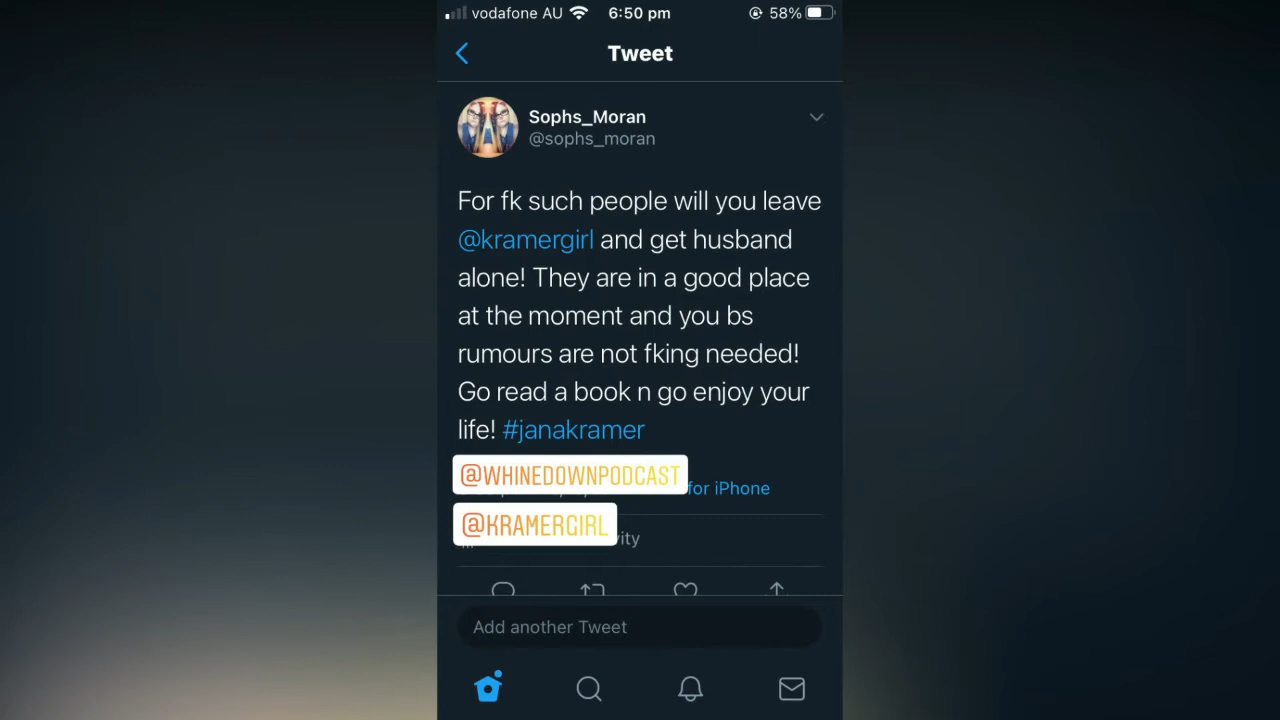 vodafone AU 6:50 pm 58%
Tweet
Sophs_Moran
@sophs_moran
For fk such people will you leave
@kramergirl and get husband
alone! They are in a good place
at the moment and you bs
rumours are not fking needed!
Go read a book n go enjoy your
life! #janakramer
@WHINEDOWNPODCAST
for iPhone
@KRAMERGIRL
Add another Tweet